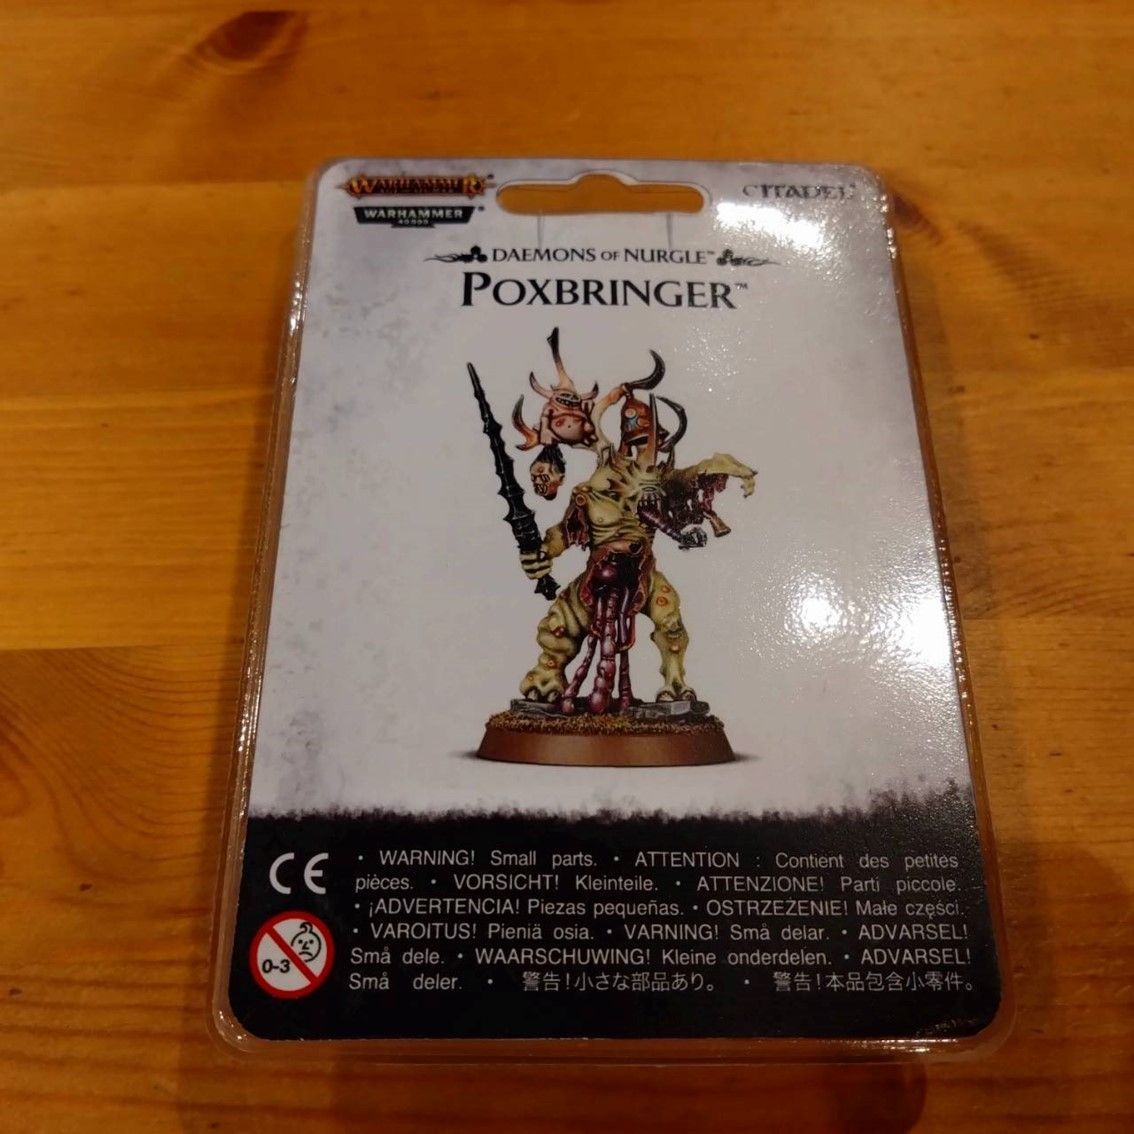 WARHAMMER
WARHAMMER
40,000
CITADEL
DAEMONS OF NURGLE™
POXBRINGER™
CE
• WARNING! Small parts. • ATTENTION : Contient des petites
pièces. • VORSICHT! Kleinteile. • ATTENZIONE! Parti piccole.
• ¡ADVERTENCIA! Piezas pequeñas. • OSTRZEŻENIE! Małe części.
• VAROITUS! Pieniä osia. • VARNING! Små delar. • ADVARSEL!
Små dele. • WAARSCHUWING! Kleine onderdelen. • ADVARSEL!
Små deler. • 警告!小さな部品あり。 • 警告!本品包含小零件。
0-3